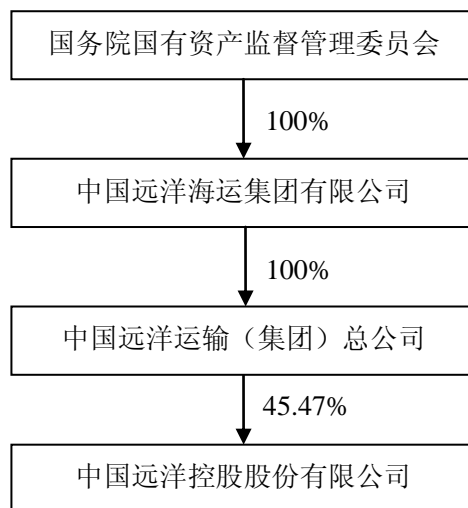 国务院国有资产监督管理委员会
100%
中国远洋海运集团有限公司
100%
中国远洋运输（集团）总公司
45.47%
中国远洋控股股份有限公司